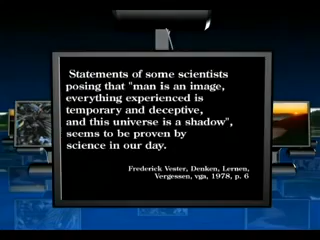 Statements of some scientists
posing that "man is an image,
everything experienced is
temporary and deceptive,
and this universe is a shadow",
seems to be proven by
science in our day.
Frederick Vester, Denken, Lernen,
Vergessen, vga, 1978, p. 6